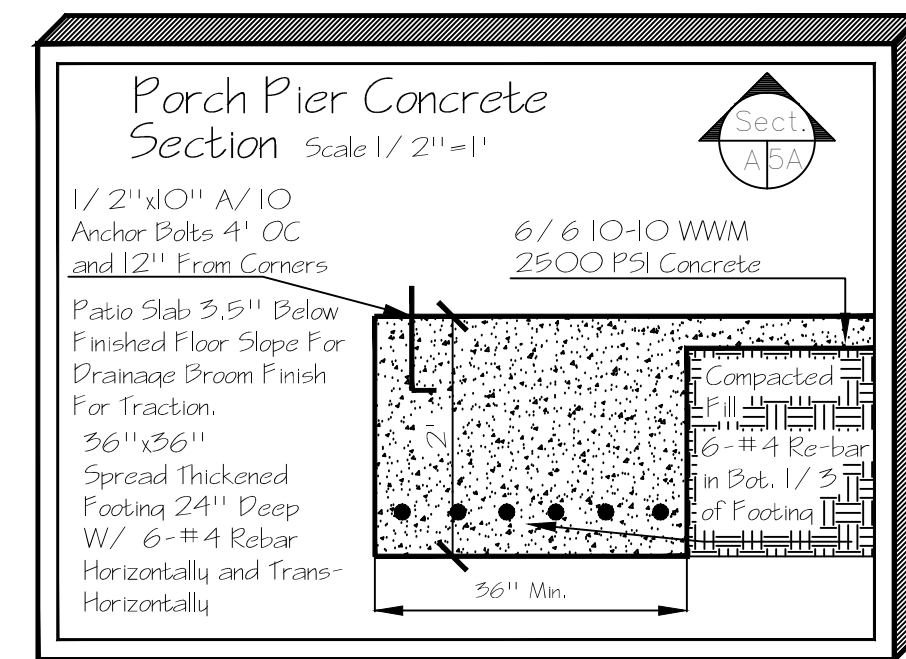 Porch Pier Concrete
Section Scale 1/ 2"=1'
Sect.
A 5A
1/ 2"x10" A/ 10
Anchor Bolts 4' OC
and 12" From Corners
6/ 6 10-10 WWM
2500 PSI Concrete
Patio Slab 3.5" Below
Finished Floor Slope For
Drainage Broom Finish
For Traction.
36"x36"
Spread Thickened
Footing 24" Deep
W/ 6-#4 Rebar
Horizontally and Trans-
Horizontally
2'
Compacted
Fill
6-#4 Re-bar
in Bot. 1/ 3
of Footing
36" Min.